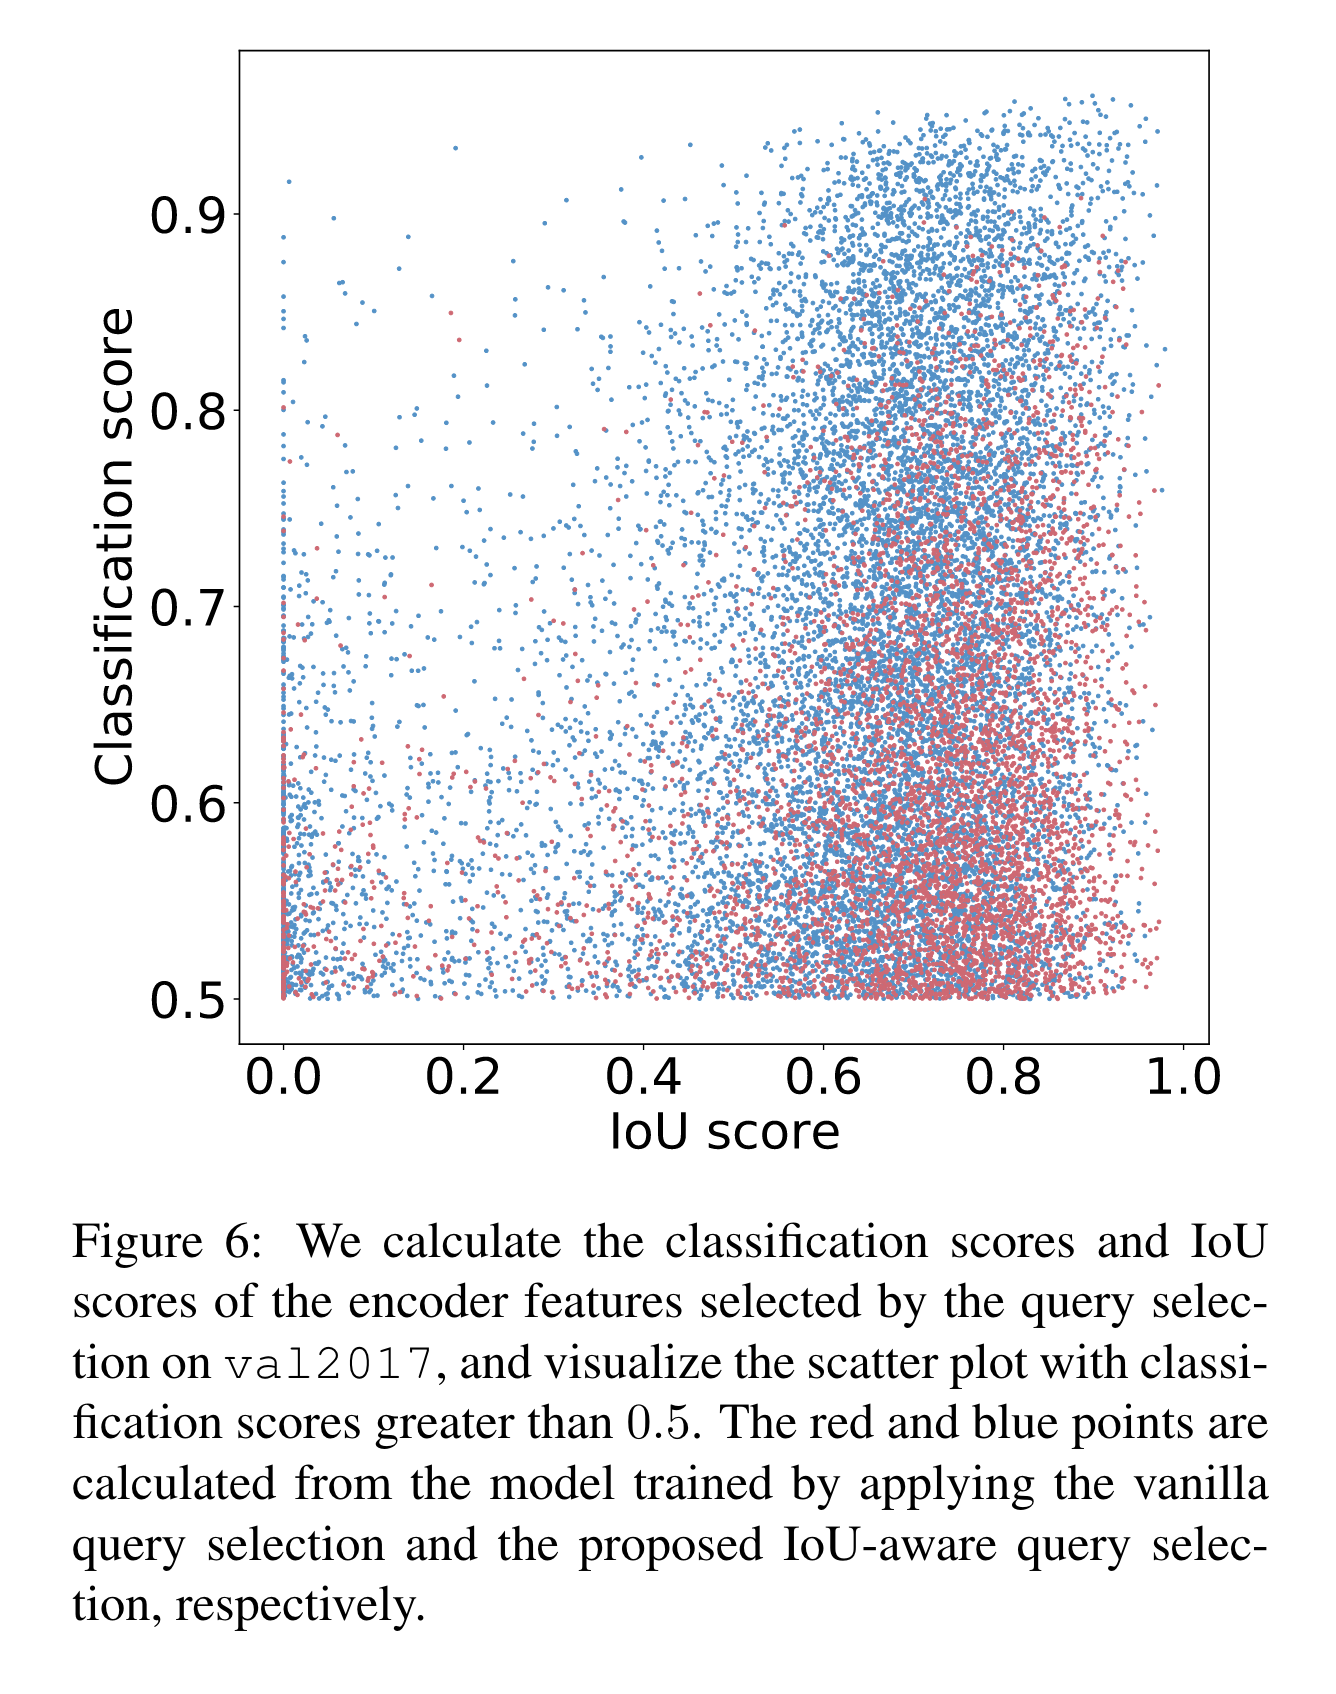 0.9
0.8
0.7
0.6
0.5
Classification score
0.0 0.2 0.4 0.6 0.8 1.0
IoU score
Figure 6: We calculate the classification scores and IoU
scores of the encoder features selected by the query selec-
tion on val2017, and visualize the scatter plot with classi-
fication scores greater than 0.5. The red and blue points are
calculated from the model trained by applying the vanilla
query selection and the proposed IoU-aware query selec-
tion, respectively.